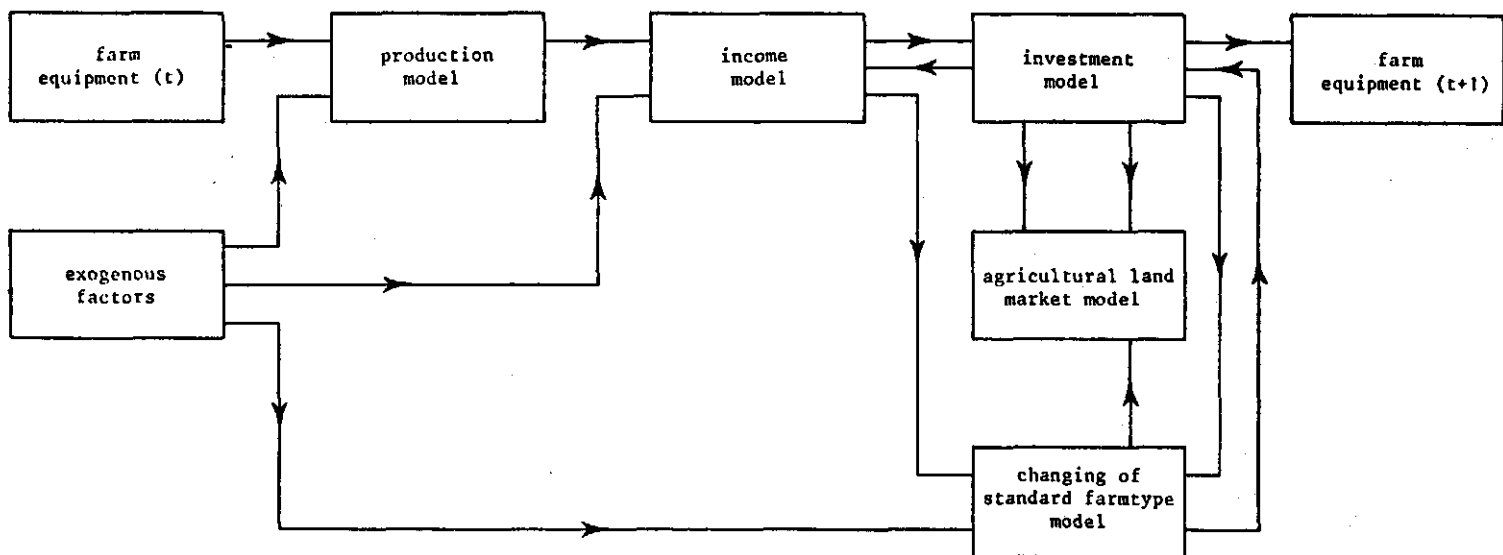 farm
equipment (t)
production
model
income
model
investment
model
farm
equipment (t+1)
exogenous
factors
agricultural land
market model
changing of
standard farmtype
model